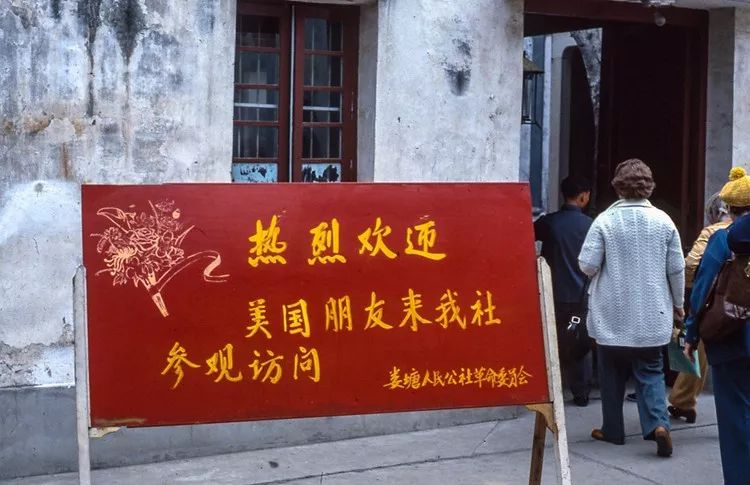 热烈欢迎
美国朋友来我社
参观访问
娄塘人民公社革命委员会